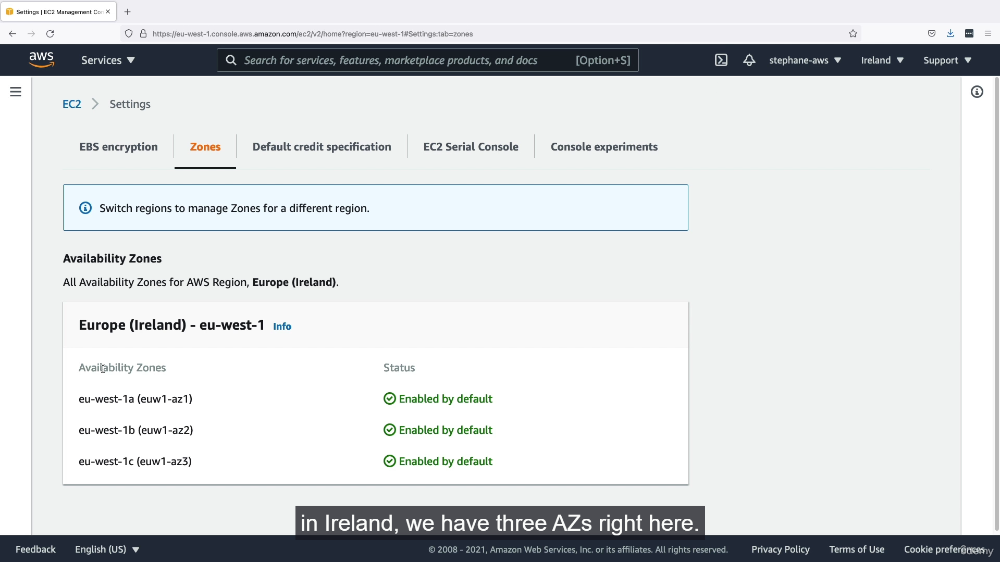 Settings | EC2 Management Con
https://eu-west-1.console.aws.amazon.com/ec2/v2/home?region=eu-west-1#Settings:tab=zones
aws Services Search for services, features, marketplace products, and docs [Option+S] stephane-aws Ireland Support
EC2 Settings
EBS encryption Zones Default credit specification EC2 Serial Console Console experiments
Switch regions to manage Zones for a different region.
Availability Zones
All Availability Zones for AWS Region, Europe (Ireland).
Europe (Ireland) - eu-west-1 Info
Availability Zones Status
eu-west-1a (euw1-az1) Enabled by default
eu-west-1b (euw1-az2) Enabled by default
eu-west-1c (euw1-az3) Enabled by default
in Ireland, we have three AZs right here.
Feedback English (US) © 2008 - 2021, Amazon Web Services, Inc. or its affiliates. All rights reserved. Privacy Policy Terms of Use Cookie preferences
udemy